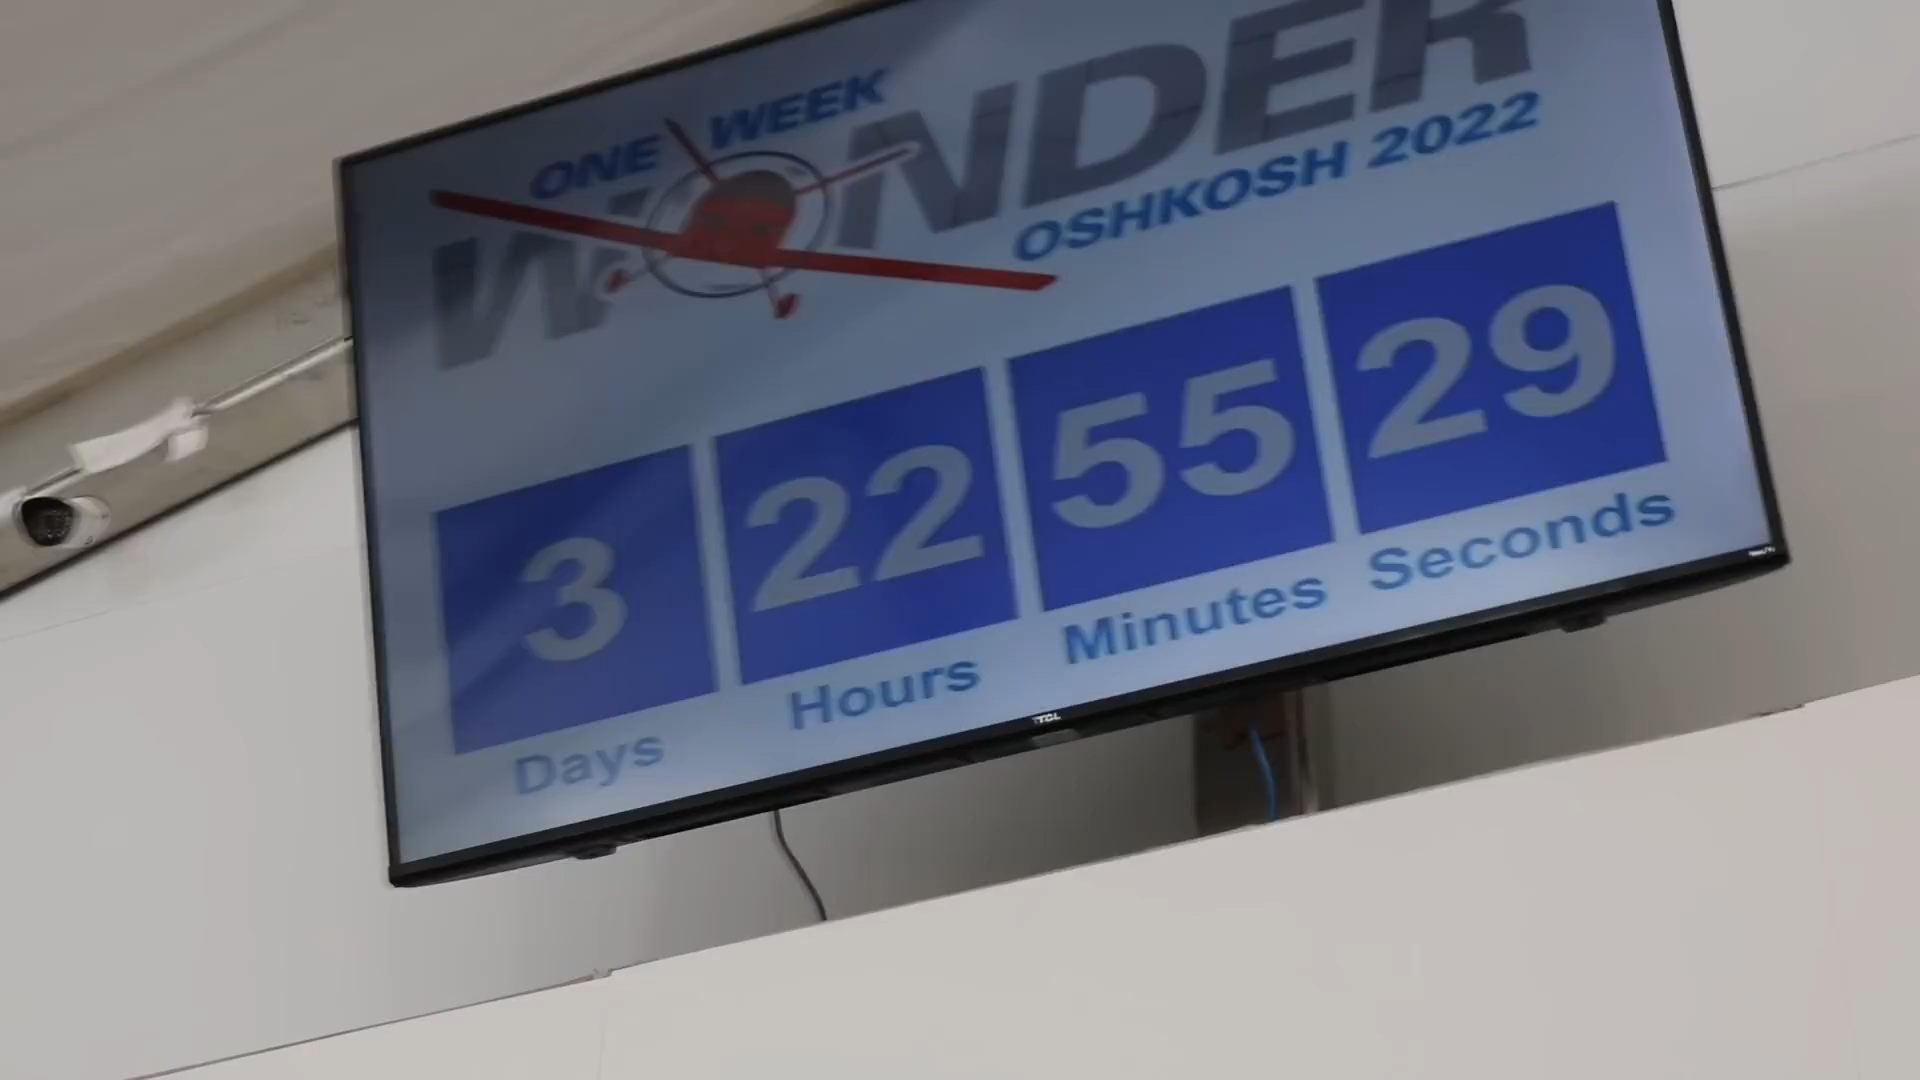 ONE WEEK
WONDER
OSHKOSH 2022
3 22 55 29
Days Hours Minutes Seconds
TCL